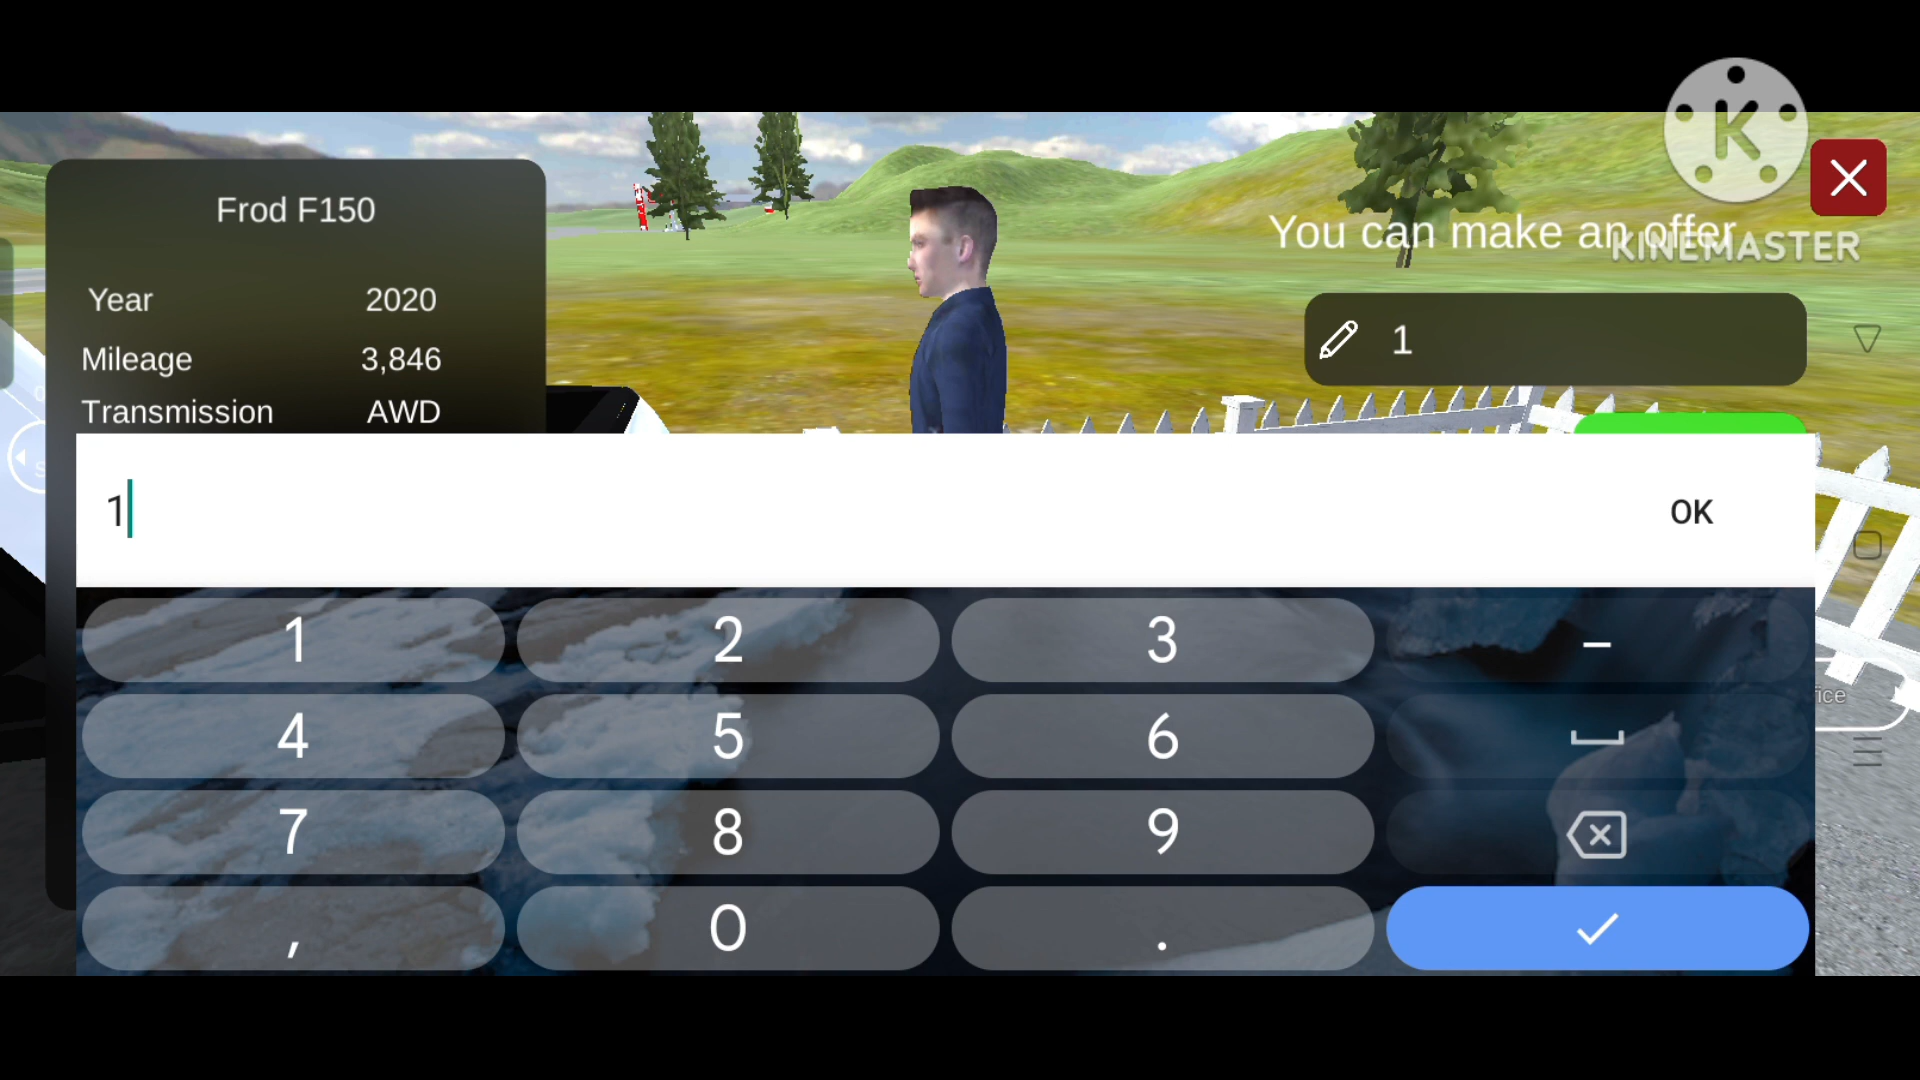 Frod F150
Year 2020
Mileage 3,846
Transmission AWD
K
KINEMASTER
You can make an offer
1
1
OK
1 2 3 –
4 5 6
7 8 9
, 0 .